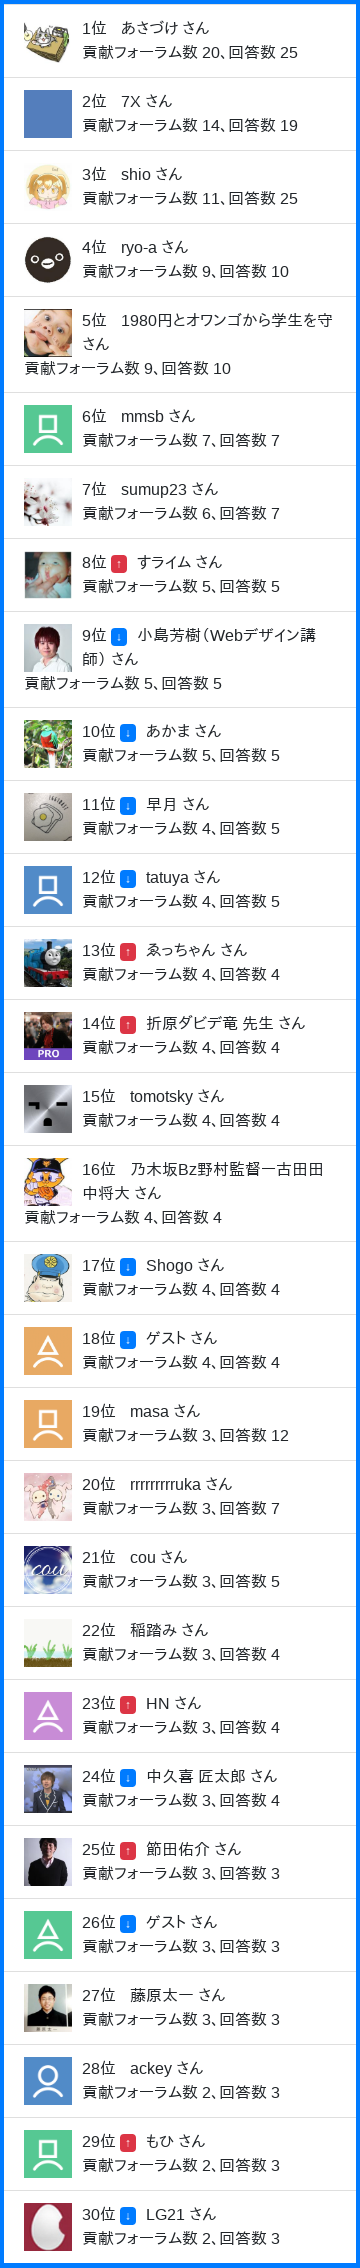 1位 あさづけ さん
貢献フォーラム数 20、回答数 25
2位 7X さん
貢献フォーラム数 14、回答数 19
3位 shio さん
貢献フォーラム数 11、回答数 25
4位 ryo-a さん
貢献フォーラム数 9、回答数 10
5位 1980円とオワンゴから学生を守
さん
貢献フォーラム数 9、回答数 10
6位 mmsb さん
貢献フォーラム数 7、回答数 7
7位 sumup23 さん
貢献フォーラム数 6、回答数 7
8位 ↑ すライム さん
貢献フォーラム数 5、回答数 5
9位 ↓ 小島芳樹（Webデザイン講
師） さん
貢献フォーラム数 5、回答数 5
10位 ↓ あかま さん
貢献フォーラム数 5、回答数 5
11位 ↓ 早月 さん
貢献フォーラム数 4、回答数 5
12位 ↓ tatuya さん
貢献フォーラム数 4、回答数 5
13位 ↑ ゑっちゃん さん
貢献フォーラム数 4、回答数 4
14位 ↑ 折原ダビデ竜 先生 さん
PRO
貢献フォーラム数 4、回答数 4
15位 tomotsky さん
貢献フォーラム数 4、回答数 4
16位 乃木坂Bz野村監督一古田田
中将大 さん
貢献フォーラム数 4、回答数 4
17位 ↓ Shogo さん
貢献フォーラム数 4、回答数 4
18位 ↓ ゲスト さん
貢献フォーラム数 4、回答数 4
19位 masa さん
貢献フォーラム数 3、回答数 12
20位 rrrrrrrrruka さん
貢献フォーラム数 3、回答数 7
21位 cou さん
cou
貢献フォーラム数 3、回答数 5
22位 稲踏み さん
貢献フォーラム数 3、回答数 4
23位 ↑ HN さん
貢献フォーラム数 3、回答数 4
24位 ↓ 中久喜 匠太郎 さん
貢献フォーラム数 3、回答数 4
25位 ↑ 節田佑介 さん
貢献フォーラム数 3、回答数 3
26位 ↓ ゲスト さん
貢献フォーラム数 3、回答数 3
27位 藤原太一 さん
貢献フォーラム数 3、回答数 3
28位 ackey さん
貢献フォーラム数 2、回答数 3
29位 ↑ もひ さん
貢献フォーラム数 2、回答数 3
30位 ↓ LG21 さん
貢献フォーラム数 2、回答数 3